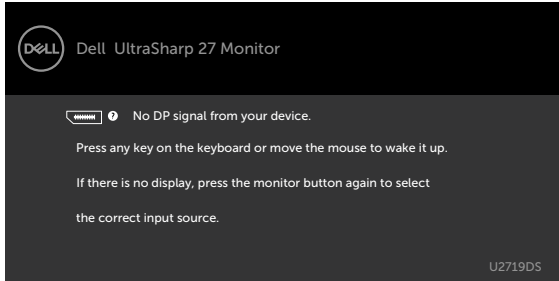 DELL
Dell UltraSharp 27 Monitor
? No DP signal from your device.
Press any key on the keyboard or move the mouse to wake it up.
If there is no display, press the monitor button again to select
the correct input source.
U2719DS